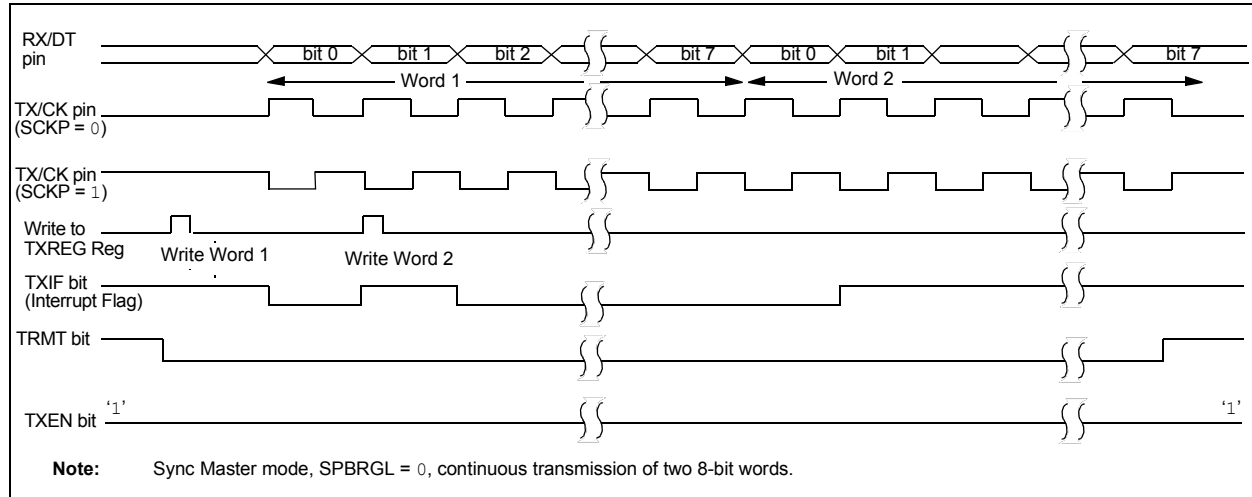 RX/DT
pin
bit 0 bit 1 bit 2 bit 7 bit 0 bit 1 bit 7
Word 1 Word 2
TX/CK pin
(SCKP = 0)
TX/CK pin
(SCKP = 1)
Write to
TXREG Reg
Write Word 1 Write Word 2
TXIF bit
(Interrupt Flag)
TRMT bit
TXEN bit ‘1’ ‘1’
Note: Sync Master mode, SPBRGL = 0, continuous transmission of two 8-bit words.